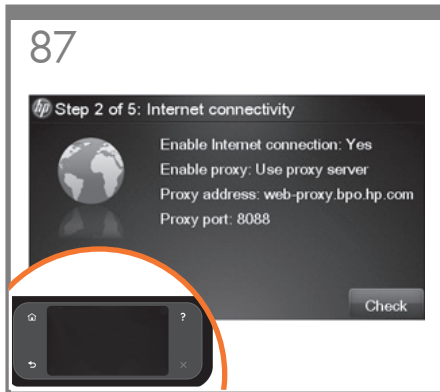 87
hp Step 2 of 5: Internet connectivity
Enable Internet connection: Yes
Enable proxy: Use proxy server
Proxy address: web-proxy.bpo.hp.com
Proxy port: 8088
Check
?